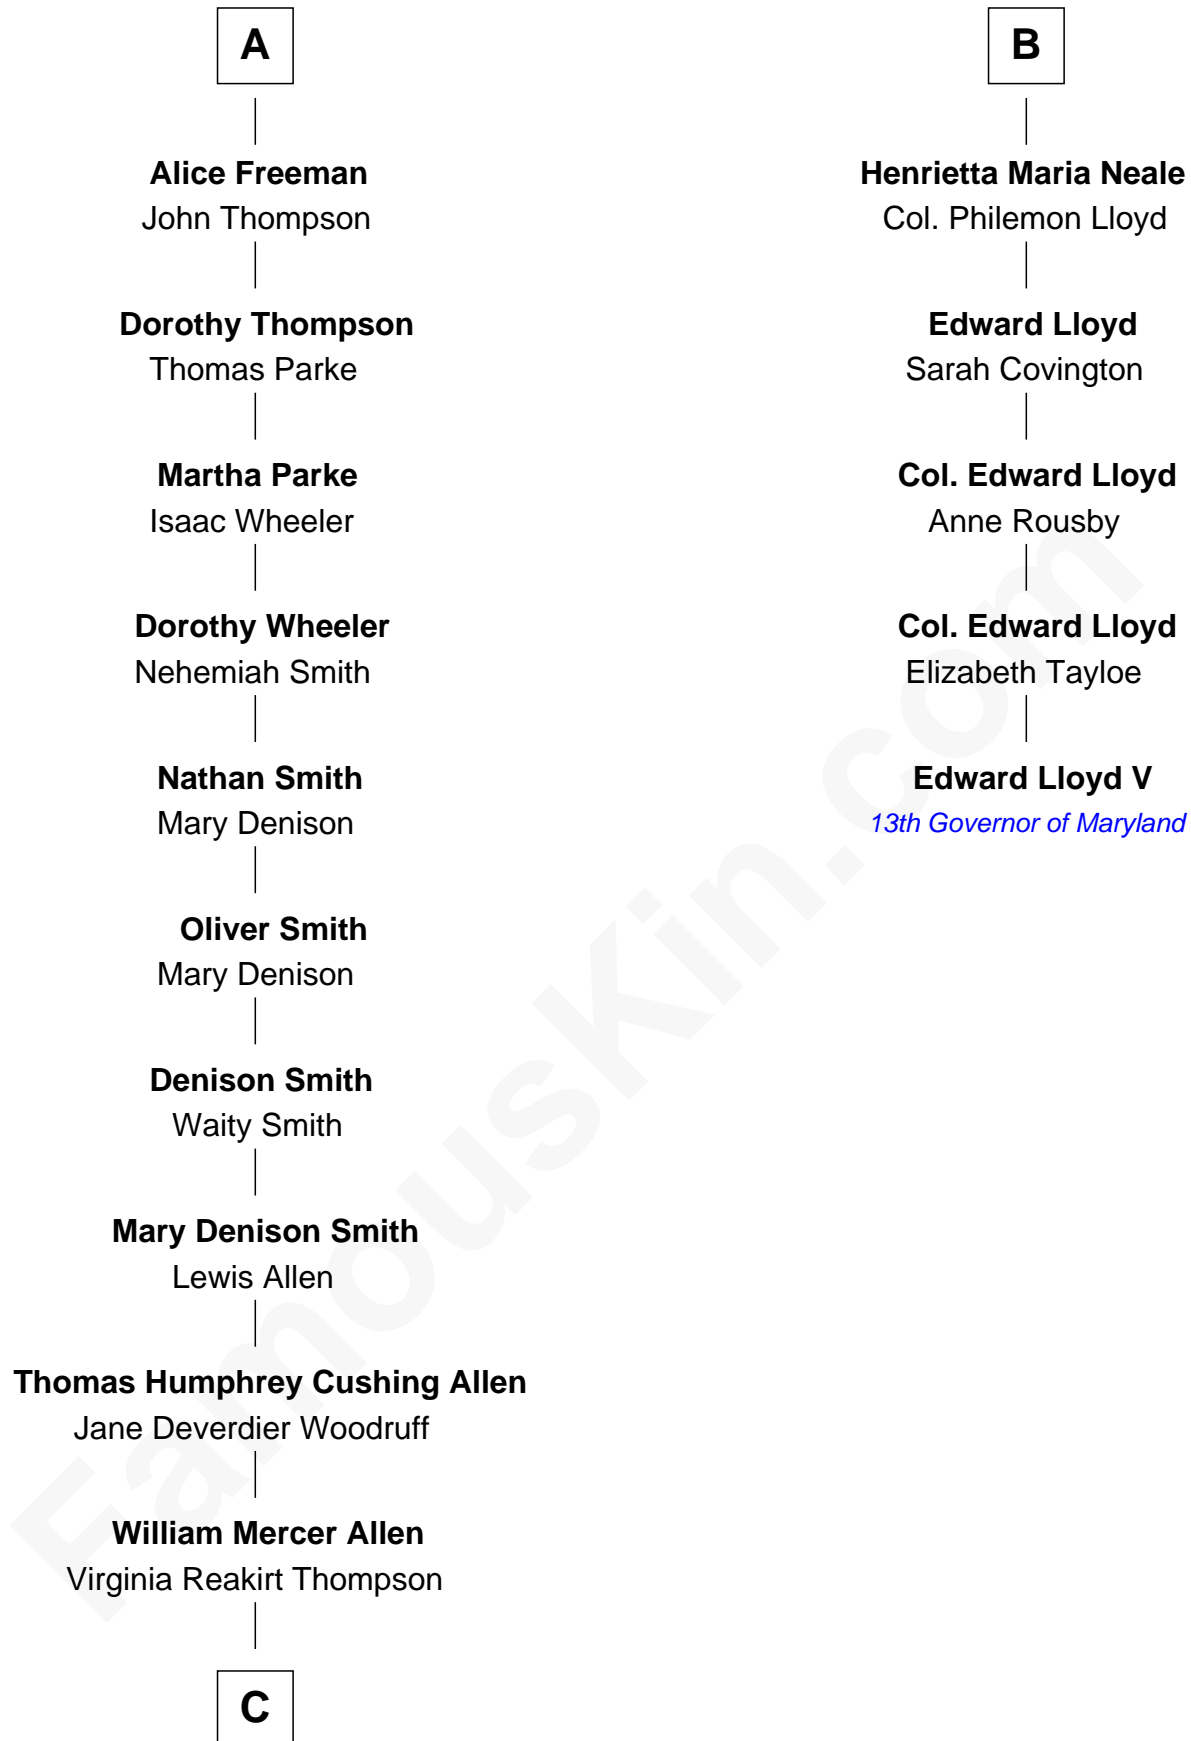 A
Alice Freeman
John Thompson
Dorothy Thompson
Thomas Parke
Martha Parke
Isaac Wheeler
Dorothy Wheeler
Nehemiah Smith
Nathan Smith
Mary Denison
Oliver Smith
Mary Denison
Denison Smith
Waity Smith
Mary Denison Smith
Lewis Allen
Thomas Humphrey Cushing Allen
Jane Deverdier Woodruff
William Mercer Allen
Virginia Reakirt Thompson
C
B
Henrietta Maria Neale
Col. Philemon Lloyd
Edward Lloyd
Sarah Covington
Col. Edward Lloyd
Anne Rousby
Col. Edward Lloyd
Elizabeth Tayloe
Edward Lloyd V
13th Governor of Maryland
FamousKin.com